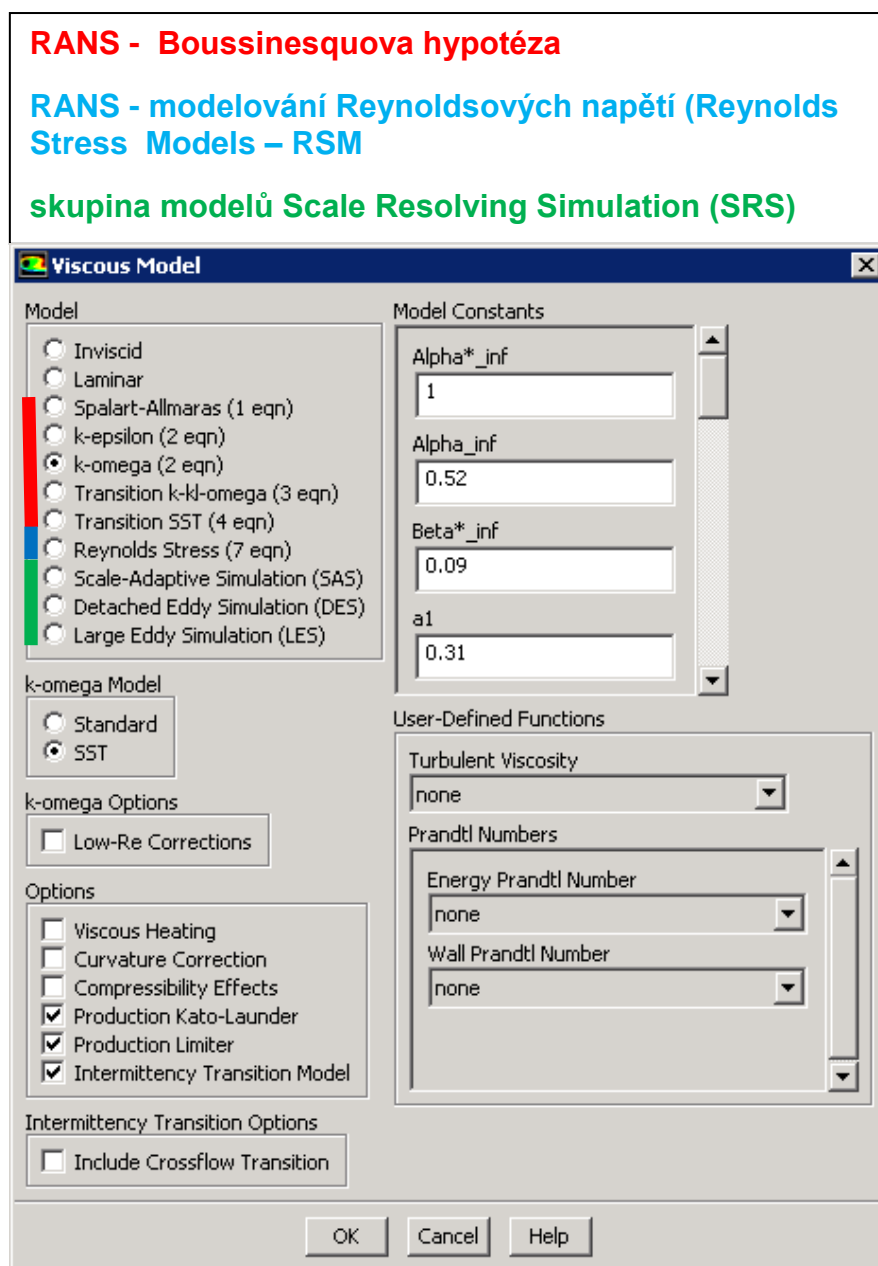 RANS - Boussinesquova hypotéza
RANS - modelování Reynoldsových napětí (Reynolds
Stress Models – RSM
skupina modelů Scale Resolving Simulation (SRS)
Viscous Model
Model
Inviscid
Laminar
Spalart-Allmaras (1 eqn)
k-epsilon (2 eqn)
k-omega (2 eqn)
Transition k-kl-omega (3 eqn)
Transition SST (4 eqn)
Reynolds Stress (7 eqn)
Scale-Adaptive Simulation (SAS)
Detached Eddy Simulation (DES)
Large Eddy Simulation (LES)
k-omega Model
Standard
SST
k-omega Options
Low-Re Corrections
Options
Viscous Heating
Curvature Correction
Compressibility Effects
Production Kato-Launder
Production Limiter
Intermittency Transition Model
Intermittency Transition Options
Include Crossflow Transition
Model Constants
Alpha*_inf
1
Alpha_inf
0.52
Beta*_inf
0.09
a1
0.31
User-Defined Functions
Turbulent Viscosity
none
Prandtl Numbers
Energy Prandtl Number
none
Wall Prandtl Number
none
OK
Cancel
Help